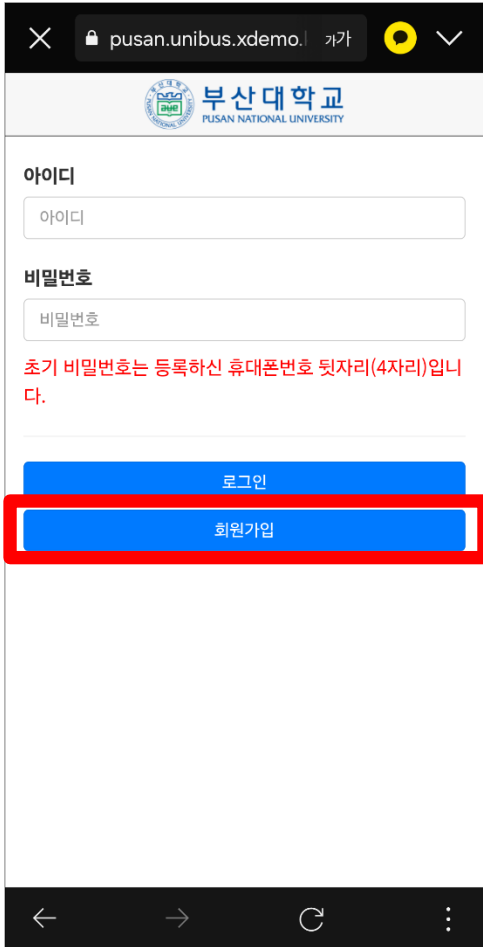 pusan.unibus.xdemo. 가가
부산대학교
PUSAN NATIONAL UNIVERSITY
아이디
아이디
비밀번호
비밀번호
초기 비밀번호는 등록하신 휴대폰번호 뒷자리(4자리)입니
다.
로그인
회원가입